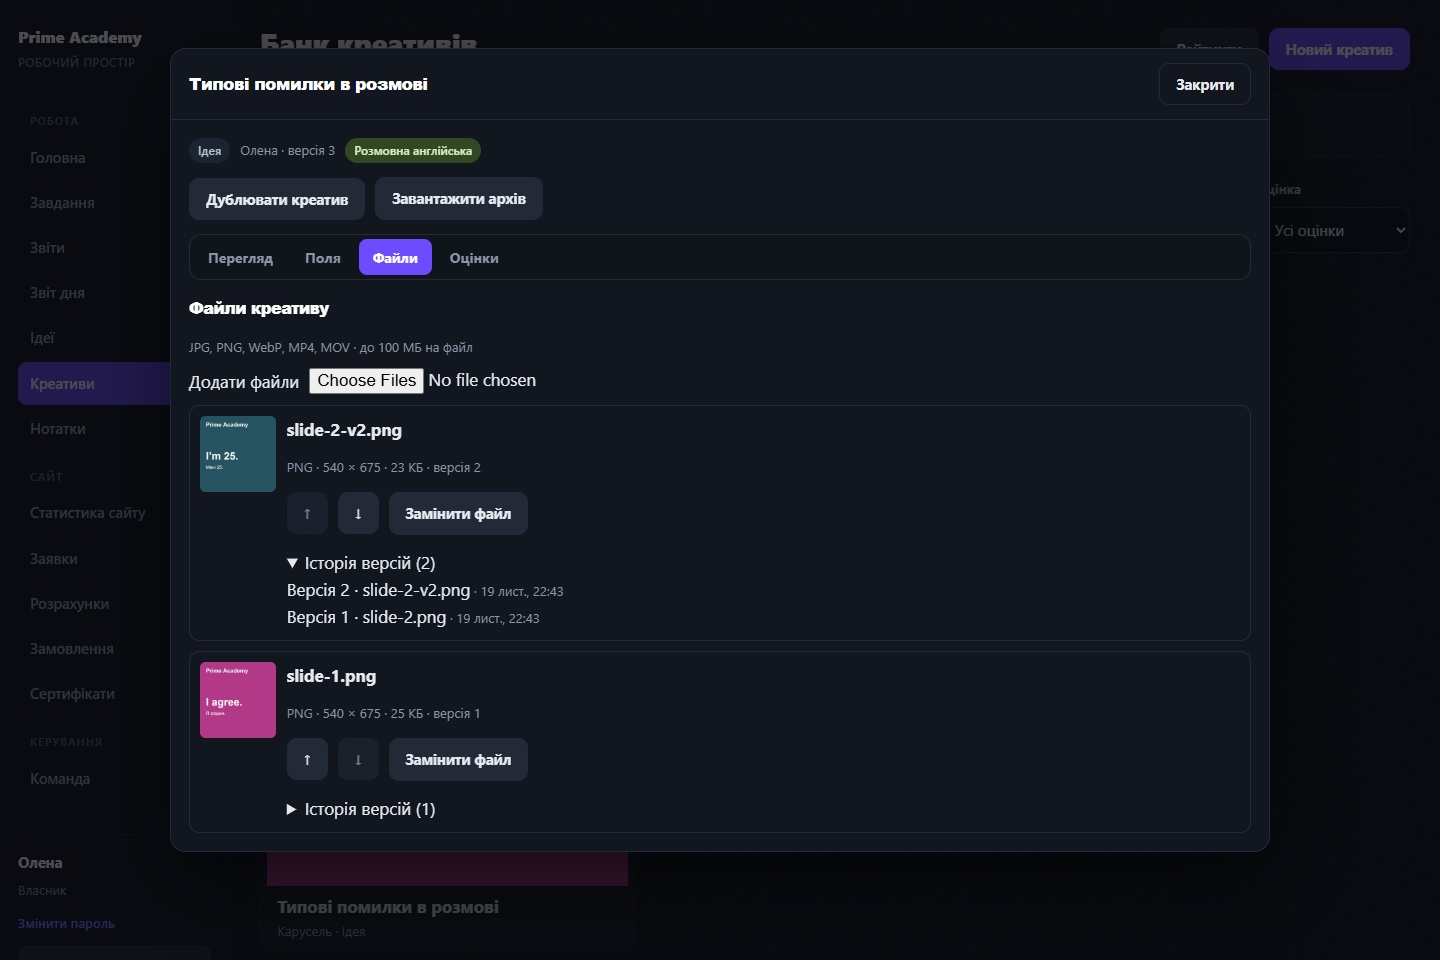 Prime Academy
РОБОЧИЙ ПРОСТІР
РОБОТА
Головна
Завдання
Звіти
Звіт дня
Ідеї
Креативи
Нотатки
САЙТ
Статистика сайту
Заявки
Розрахунки
Замовлення
Сертифікати
КЕРУВАННЯ
Команда
Олена
Власник
Змінити пароль
Банк креативів
Новий креатив
Усі оцінки
Типові помилки в розмові
Закрити
Ідея
Олена · версія 3
Розмовна англійська
Дублювати креатив
Завантажити архів
Перегляд
Поля
Файли
Оцінки
Файли креативу
JPG, PNG, WebP, MP4, MOV · до 100 МБ на файл
Додати файли Choose Files No file chosen
Prime Academy
I'm 25.
Мені 25.
slide-2-v2.png
PNG · 540 × 675 · 23 КБ · версія 2
↑ ↓ Замінити файл
▼ Історія версій (2)
Версія 2 · slide-2-v2.png · 19 лист., 22:43
Версія 1 · slide-2.png · 19 лист., 22:43
Prime Academy
I agree.
Я згоден.
slide-1.png
PNG · 540 × 675 · 25 КБ · версія 1
↑ ↓ Замінити файл
▶ Історія версій (1)
Типові помилки в розмові
Карусель · Ідея